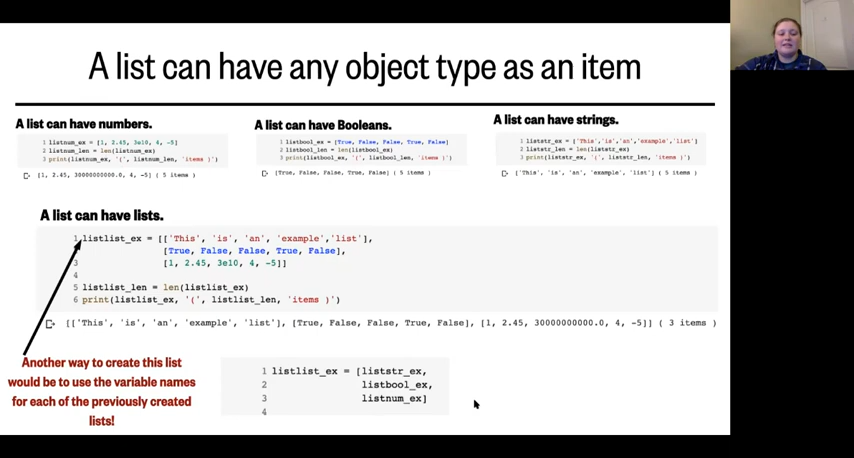 A list can have any object type as an item
A list can have numbers.
1 listnum_ex = [1, 2.45, 3e10, 4, -5]
2 listnum_len = len(listnum_ex)
3 print(listnum_ex, '(', listnum_len, 'items )')
[1, 2.45, 30000000000.0, 4, -5] ( 5 items )
A list can have Booleans.
1 listbool_ex = [True, False, False, True, False]
2 listbool_len = len(listbool_ex)
3 print(listbool_ex, '(', listbool_len, 'items )')
[True, False, False, True, False] ( 5 items )
A list can have strings.
1 liststr_ex = ['This','is','an','example','list']
2 liststr_len = len(liststr_ex)
3 print(liststr_ex, '(', liststr_len, 'items )')
['This', 'is', 'an', 'example', 'list'] ( 5 items )
A list can have lists.
1 listlist_ex = [['This', 'is', 'an', 'example','list'],
[True, False, False, True, False],
3 [1, 2.45, 3e10, 4, -5]]
4
5 listlist_len = len(listlist_ex)
6 print(listlist_ex, '(', listlist_len, 'items )')
[['This', 'is', 'an', 'example', 'list'], [True, False, False, True, False], [1, 2.45, 30000000000.0, 4, -5]] ( 3 items )
Another way to create this list
would be to use the variable names
for each of the previously created
lists!
1 listlist_ex = [liststr_ex,
2 listbool_ex,
3 listnum_ex]
4